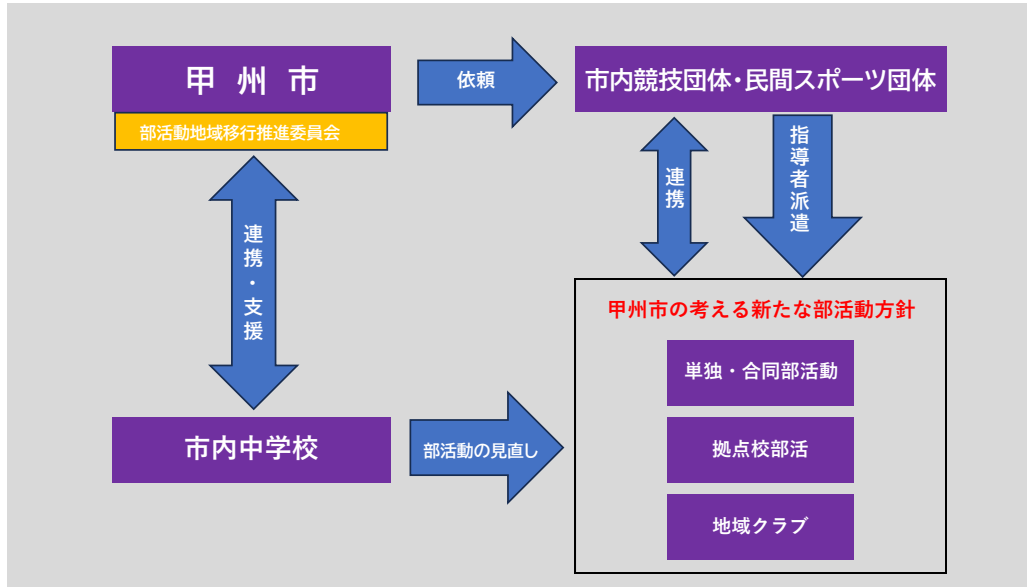 甲州市
部活動地域移行推進委員会
依頼
市内競技団体・民間スポーツ団体
連携・支援
連携
指導者派遣
市内中学校
部活動の見直し
甲州市の考える新たな部活動方針
単独・合同部活動
拠点校部活
地域クラブ